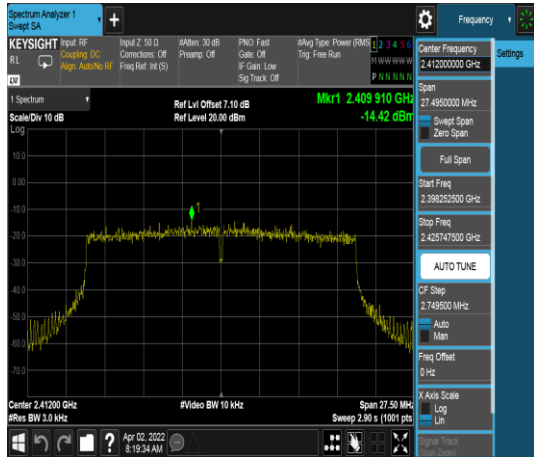 Spectrum Analyzer 1
Swept SA
+
Frequency
KEYSIGHT
RL
Input: RF
Coupling: DC
Align: Auto/No RF
Input Z: 50 Ω
Corrections: Off
Freq Ref: Int (S)
#Atten: 30 dB
Preamp: Off
PNO: Fast
Gate: Off
IF Gain: Low
Sig Track: Off
#Avg Type: Power (RMS
Trig: Free Run
1 2 3 4 5 6
M W W W W W
P N N N N N
LXI
1 Spectrum
Scale/Div 10 dB
Log
Ref Lvl Offset 7.10 dB
Ref Level 20.00 dBm
Mkr1 2.409 910 GHz
-14.42 dBm
10.0
0.00
-10.0
-20.0
-30.0
-40.0
-50.0
-60.0
-70.0
1
Center 2.41200 GHz
#Res BW 3.0 kHz
#Video BW 10 kHz
Span 27.50 MHz
Sweep 2.90 s (1001 pts
?
Apr 02, 2022
8:19:34 AM
Center Frequency
2.412000000 GHz
Settings
Span
27.4950000 MHz
Swept Span
Zero Span
Full Span
Start Freq
2.398252500 GHz
Stop Freq
2.425747500 GHz
AUTO TUNE
CF Step
2.749500 MHz
Auto
Man
Freq Offset
0 Hz
X Axis Scale
Log
Lin
Signal Track
(Span Zoom)